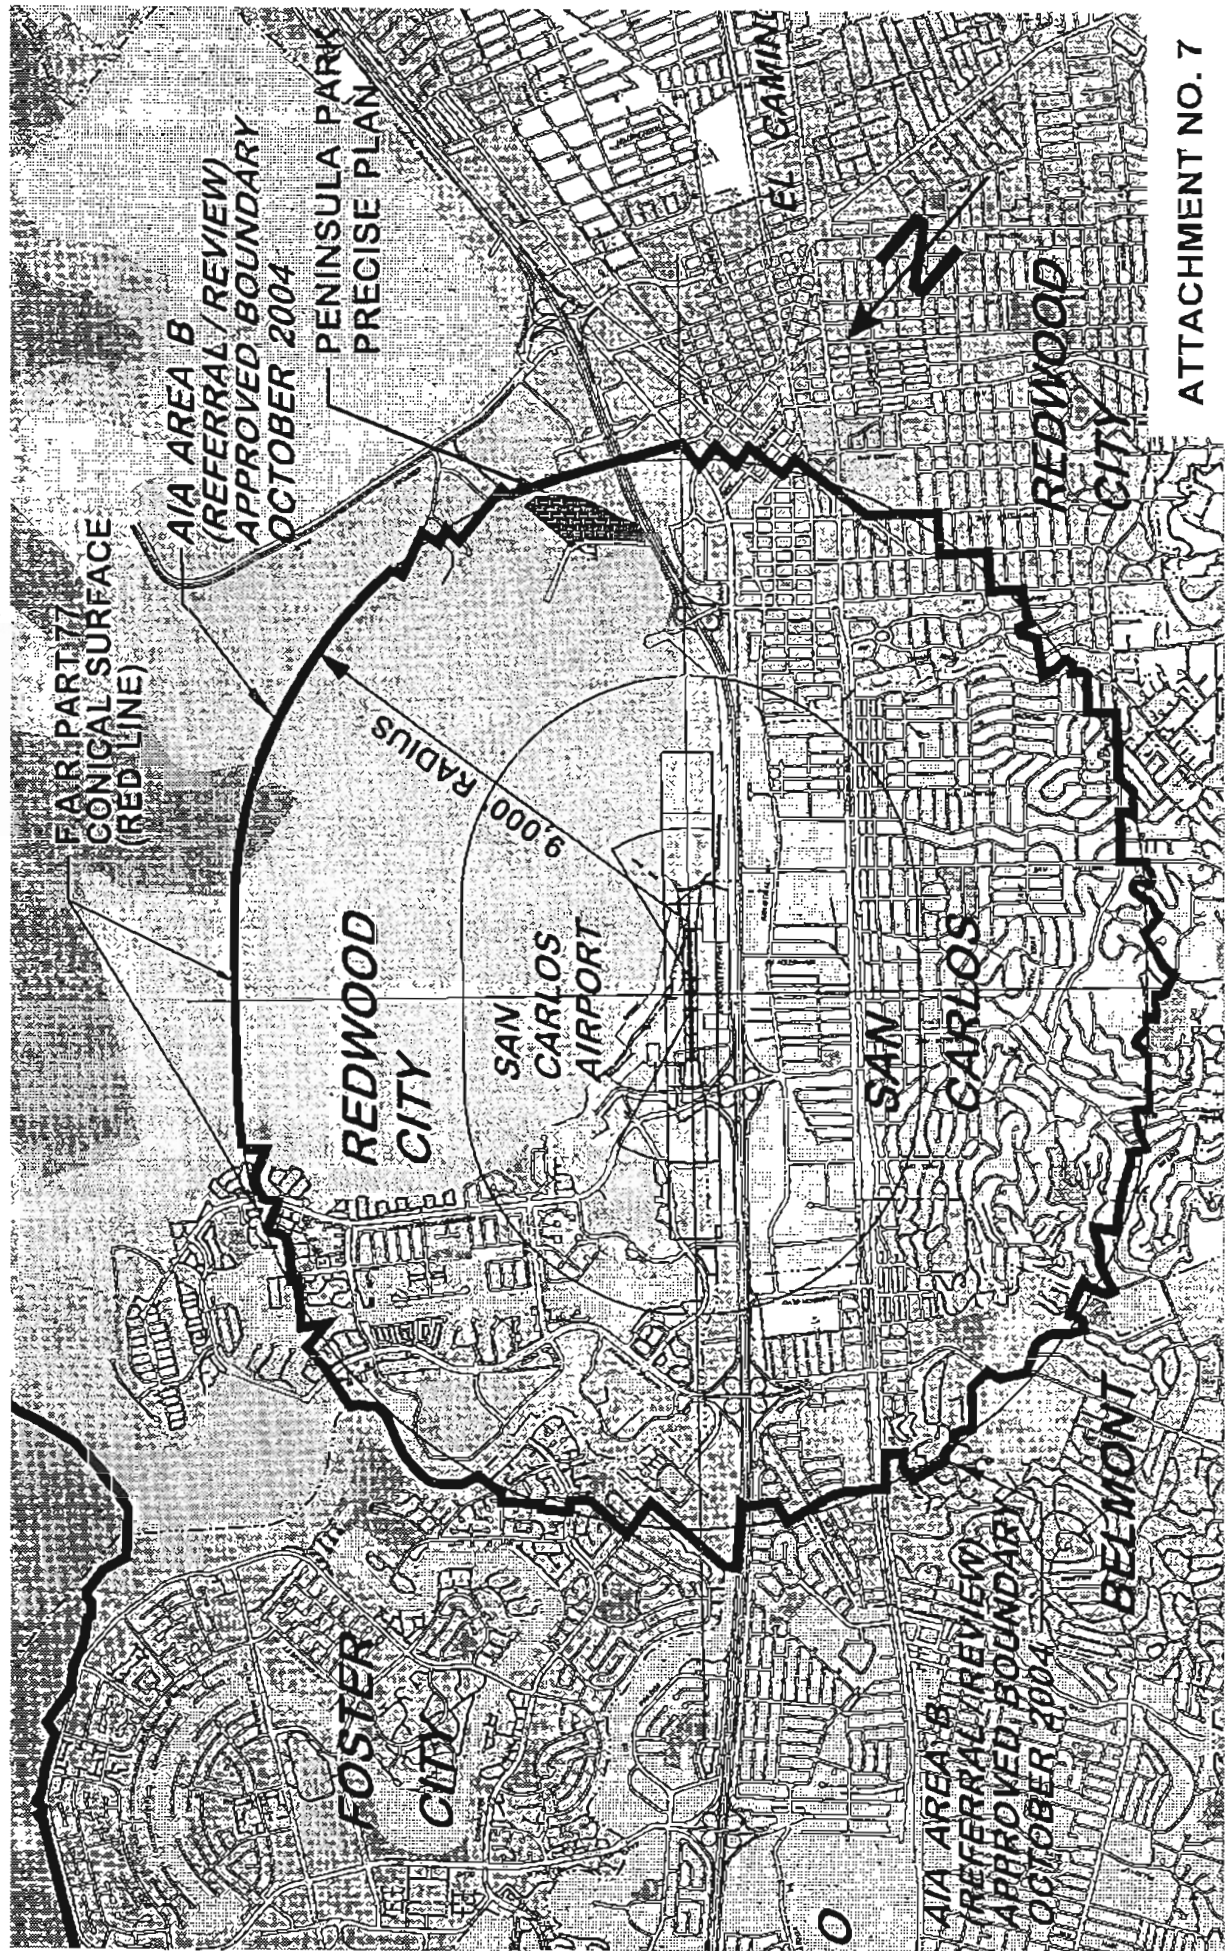 F.A.R. PART 77
CONICAL SURFACE
(RED LINE)
AIA AREA B
(REFERRAL / REVIEW)
APPROVED BOUNDARY
OCTOBER 2004
PENINSULA PARK
PRECISE PLAN
9,000' RADIUS
REDWOOD
CITY
SAN
CARLOS
AIRPORT
FOSTER
CITY
EL CAMINO
N
SAN
CARLOS
REDWOOD
CITY
BELMONT
AIA AREA B
(REFERRAL / REVIEW)
APPROVED BOUNDARY
OCTOBER 2004
O
ATTACHMENT NO. 7